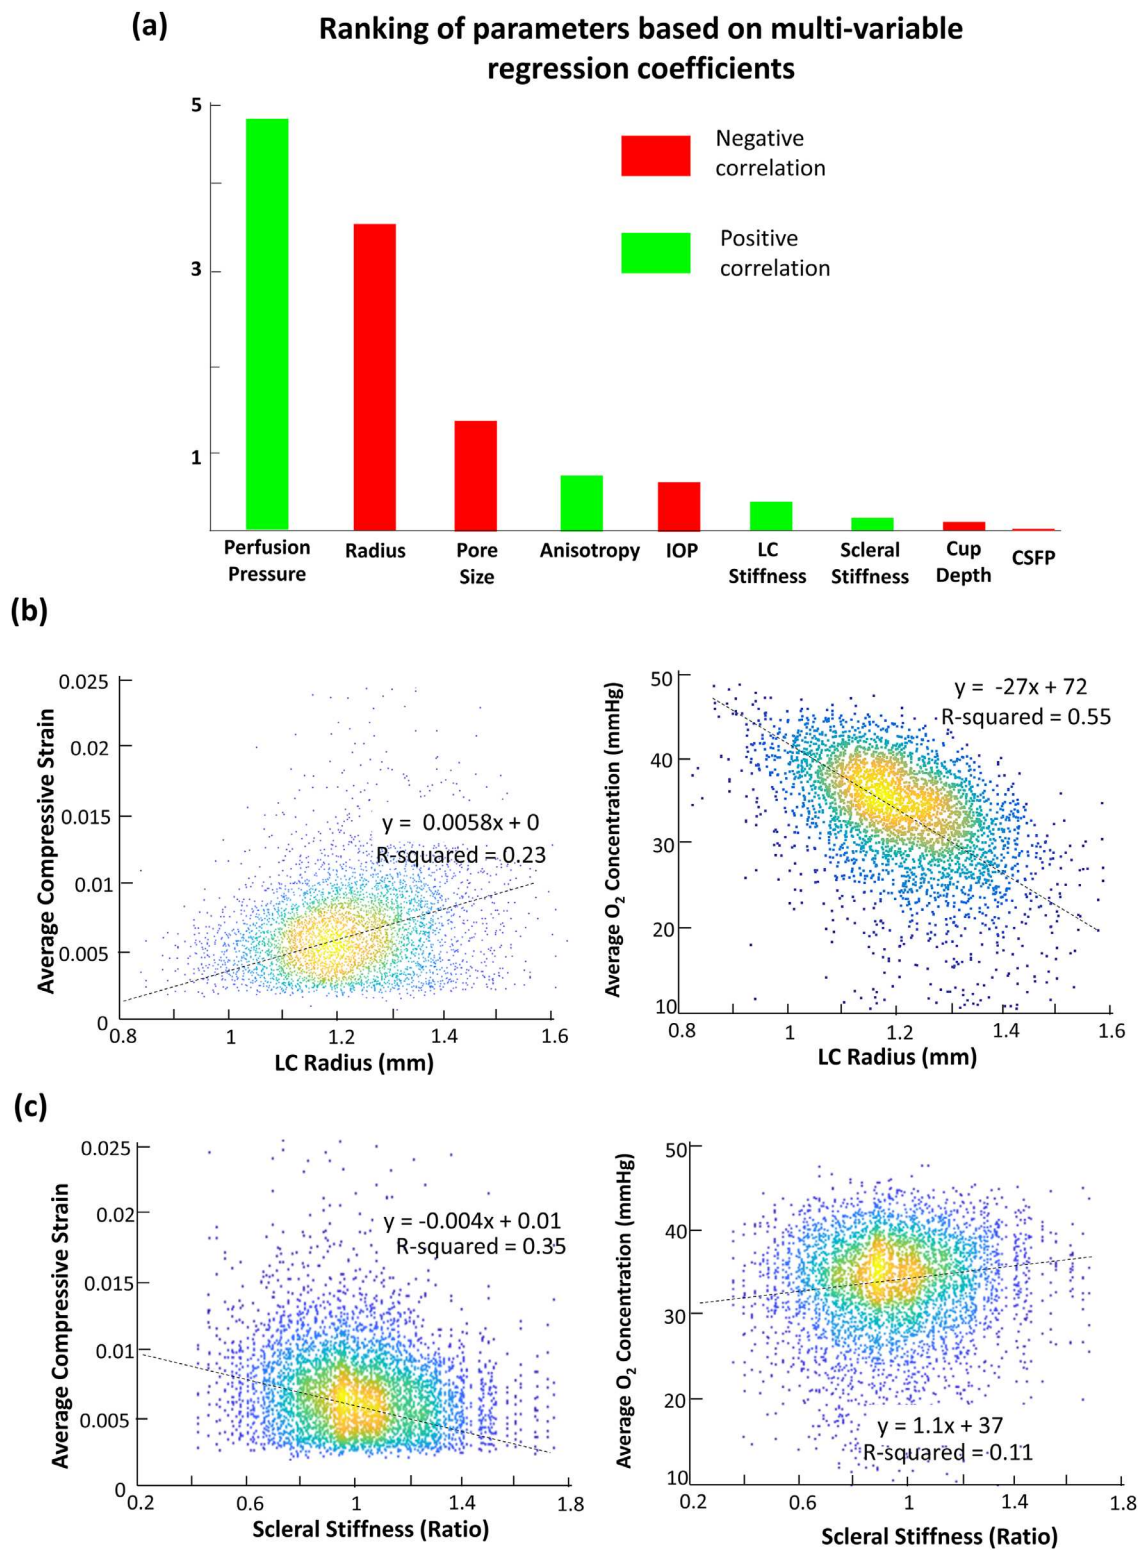 (a)
Ranking of parameters based on multi-variable
regression coefficients
5
3
1
Negative
correlation
Positive
correlation
Perfusion
Pressure
Radius
Pore
Size
Anisotropy
IOP
LC
Stiffness
Scleral
Stiffness
Cup
Depth
CSFP
(b)
Average Compressive Strain
0.025
0.02
0.015
0.01
0.005
0
y = 0.0058x + 0
R-squared = 0.23
0.8
1
1.2
1.4
1.6
LC Radius (mm)
Average O₂ Concentration (mmHg)
50
40
30
20
10
y = -27x + 72
R-squared = 0.55
0.8
1
1.2
1.4
1.6
LC Radius (mm)
(c)
Average Compressive Strain
0.025
0.02
0.015
0.01
0.005
0
y = -0.004x + 0.01
R-squared = 0.35
0.2
0.6
1
1.4
1.8
Scleral Stiffness (Ratio)
Average O₂ Concentration (mmHg)
50
40
30
20
10
y = 1.1x + 37
R-squared = 0.11
0.2
0.6
1
1.4
1.8
Scleral Stiffness (Ratio)